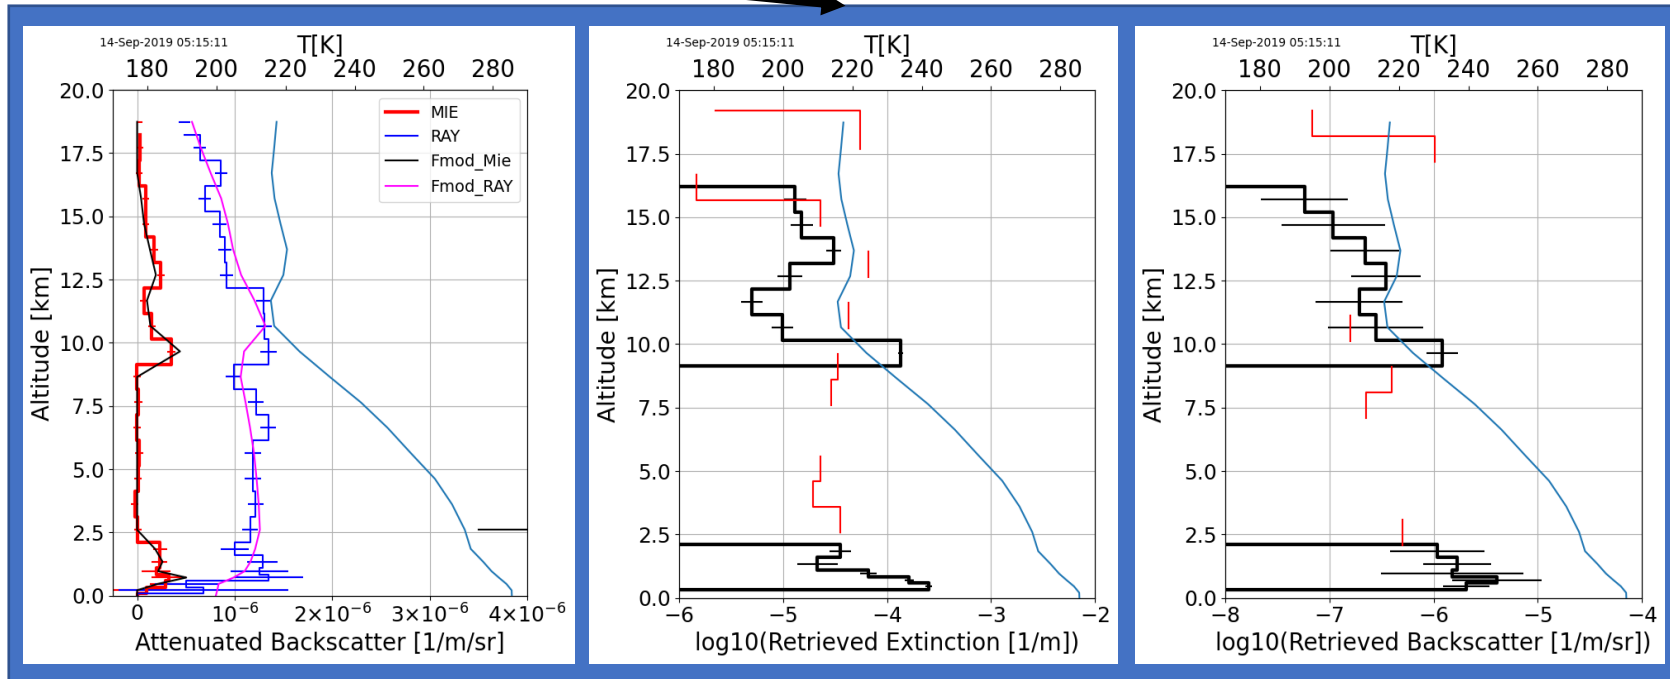 14-Sep-2019 05:15:11
T[K]
180 200 220 240 260 280
20.0
17.5
15.0
12.5
10.0
7.5
5.0
2.5
0.0
Altitude [km]
MIE
RAY
Fmod_Mie
Fmod_RAY
0 10⁻⁶ 2×10⁻⁶ 3×10⁻⁶ 4×10⁻⁶
Attenuated Backscatter [1/m/sr]
14-Sep-2019 05:15:11
T[K]
180 200 220 240 260 280
20.0
17.5
15.0
12.5
10.0
7.5
5.0
2.5
0.0
Altitude [km]
−6 −5 −4 −3 −2
log10(Retrieved Extinction [1/m])
14-Sep-2019 05:15:11
T[K]
180 200 220 240 260 280
20.0
17.5
15.0
12.5
10.0
7.5
5.0
2.5
0.0
Altitude [km]
−8 −7 −6 −5 −4
log10(Retrieved Backscatter [1/m/sr])